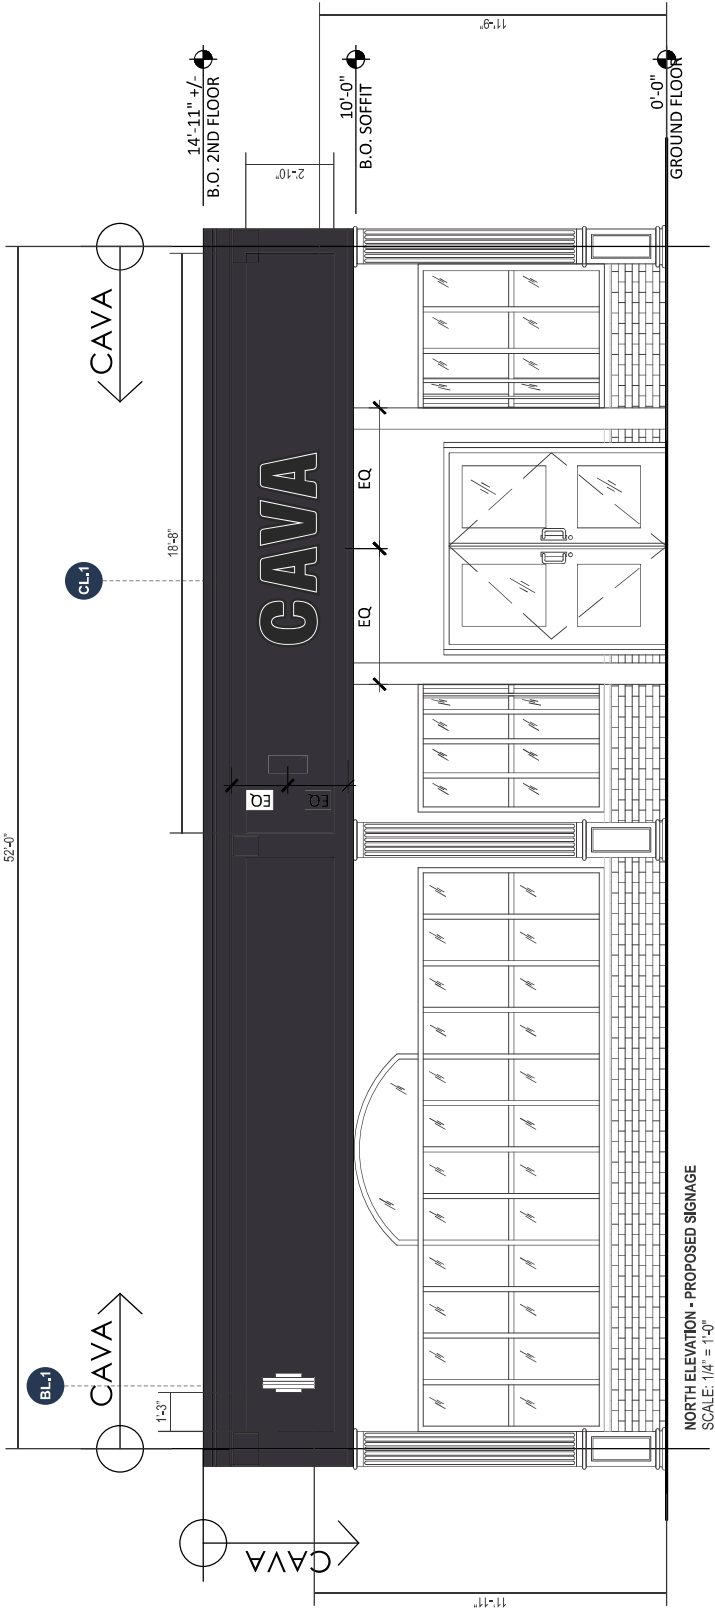 52'-0"
CAVA
CAVA
BL.1
CL.1
1'-3"
18'-8"
14'-11" +/-
B.O. 2ND FLOOR
2'-10"
CAVA
EQ
EQ
10'-0"
B.O. SOFFIT
EQ
EQ
CAVA
11'-11"
11'-9"
0'-0"
GROUND FLOOR
NORTH ELEVATION - PROPOSED SIGNAGE
SCALE: 1/4" = 1'-0"